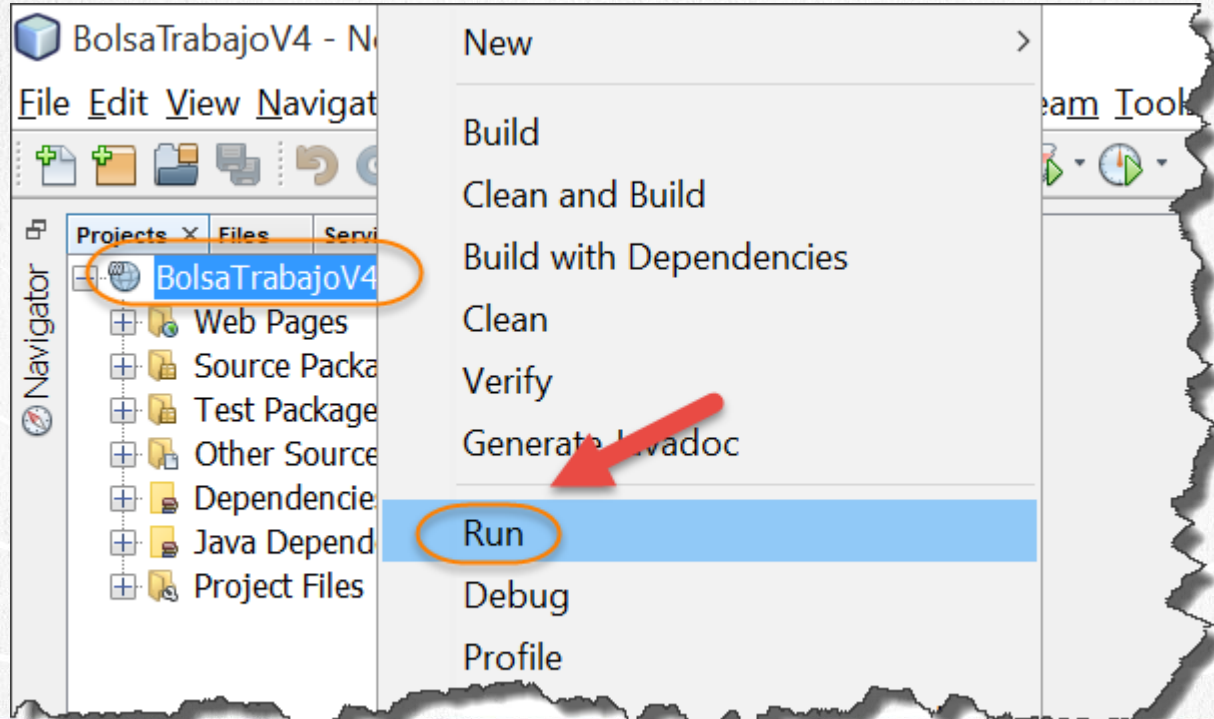 BolsaTrabajoV4 - N
New
File Edit View Navigat
am Tool
Build
Clean and Build
Projects Files Servi
Build with Dependencies
BolsaTrabajoV4
Navigator
Web Pages
Clean
Source Packa
Verify
Test Package
Generate Javadoc
Other Source
Dependencie
Run
Java Depend
Debug
Project Files
Profile